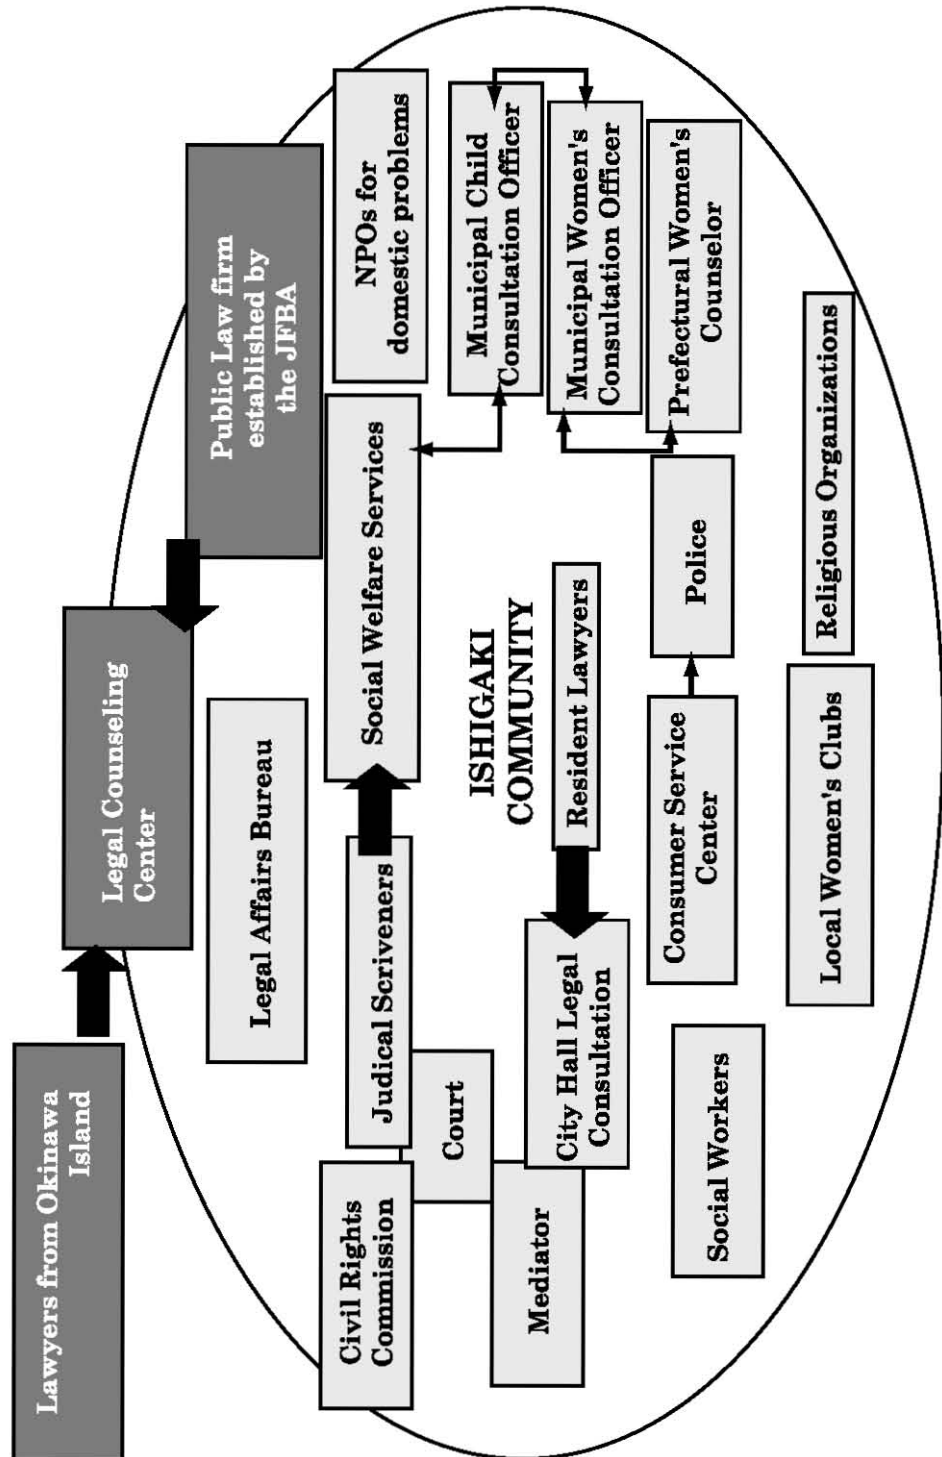 Lawyers from Okinawa
Island
Legal Counseling
Center
Public Law firm
established by
the JFBA
Legal Affairs Bureau
NPOs for
domestic problems
Civil Rights
Commission
Judical Scriveners
Social Welfare Services
Court
Municipal Child
Consultation Officer
Mediator
ISHIGAKI
COMMUNITY
City Hall Legal
Consultation
Resident Lawyers
Municipal Women's
Consultation Officer
Social Workers
Consumer Service
Center
Police
Prefectural Women's
Counselor
Local Women's Clubs
Religious Organizations